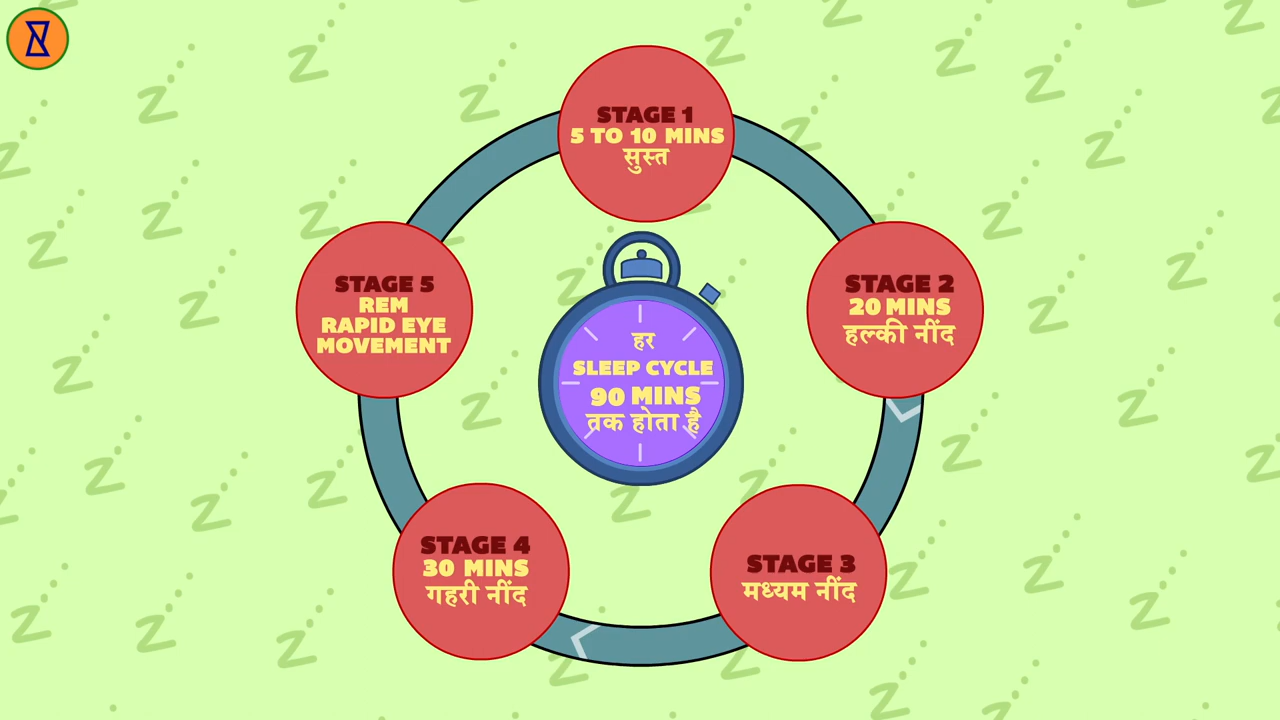 STAGE 1
5 TO 10 MINS
सुस्त
STAGE 2
20 MINS
हल्की नींद
STAGE 3
मध्यम नींद
STAGE 4
30 MINS
गहरी नींद
STAGE 5
REM
RAPID EYE
MOVEMENT
हर
SLEEP CYCLE
90 MINS
तक होता है